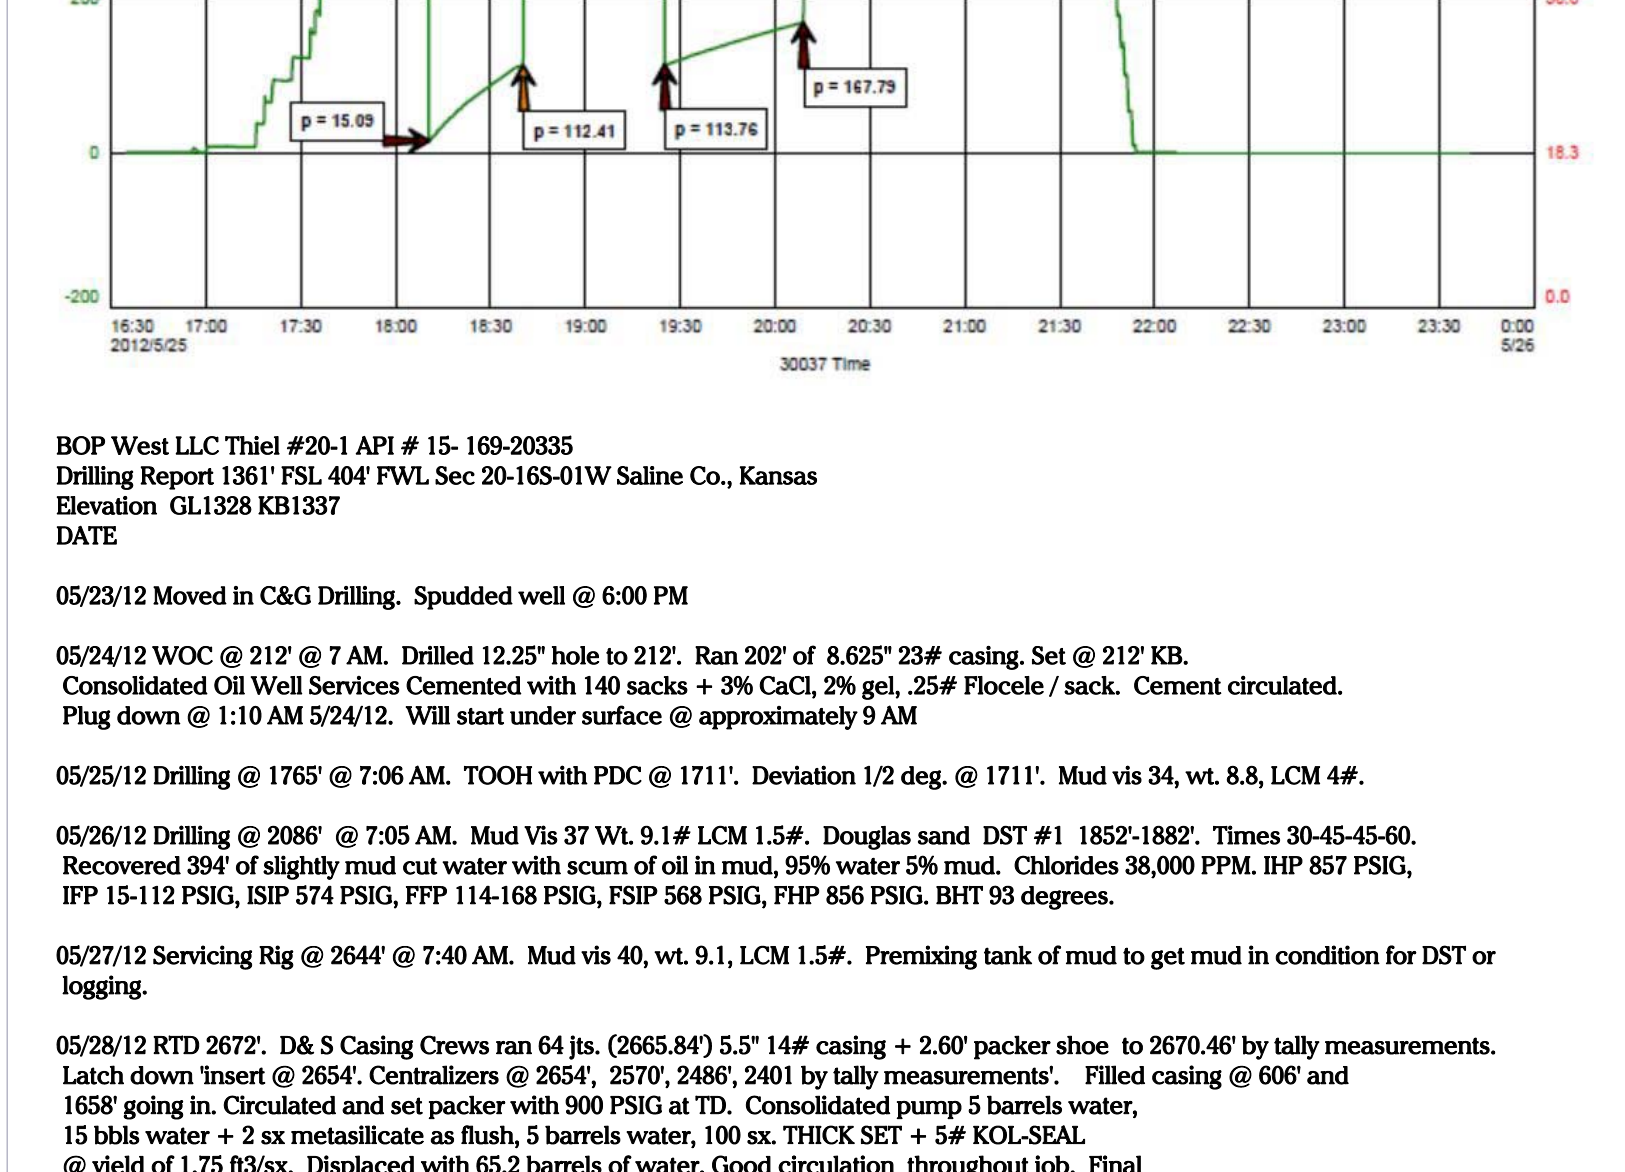 200
p = 15.09
p = 112.41
p = 113.76
p = 167.79
0
18.3
-200
0.0
16:30 17:00 17:30 18:00 18:30 19:00 19:30 20:00 20:30 21:00 21:30 22:00 22:30 23:00 23:30 0:00
2012/5/25 5/26
30037 Time
BOP West LLC Thiel #20-1 API # 15- 169-20335
Drilling Report 1361' FSL 404' FWL Sec 20-16S-01W Saline Co., Kansas
Elevation  GL1328 KB1337
DATE
05/23/12 Moved in C&G Drilling.  Spudded well @ 6:00 PM
05/24/12 WOC @ 212' @ 7 AM.  Drilled 12.25" hole to 212'.  Ran 202' of  8.625" 23# casing. Set @ 212' KB.
Consolidated Oil Well Services Cemented with 140 sacks + 3% CaCl, 2% gel, .25# Flocele / sack.  Cement circulated.
Plug down @ 1:10 AM 5/24/12.  Will start under surface @ approximately 9 AM
05/25/12 Drilling @ 1765' @ 7:06 AM.  TOOH with PDC @ 1711'.  Deviation 1/2 deg. @ 1711'.  Mud vis 34, wt. 8.8, LCM 4#.
05/26/12 Drilling @ 2086'  @ 7:05 AM.  Mud Vis 37 Wt. 9.1# LCM 1.5#.  Douglas sand  DST #1  1852'-1882'.  Times 30-45-45-60.
Recovered 394' of slightly mud cut water with scum of oil in mud, 95% water 5% mud.  Chlorides 38,000 PPM. IHP 857 PSIG,
IFP 15-112 PSIG, ISIP 574 PSIG, FFP 114-168 PSIG, FSIP 568 PSIG, FHP 856 PSIG. BHT 93 degrees.
05/27/12 Servicing Rig @ 2644' @ 7:40 AM.  Mud vis 40, wt. 9.1, LCM 1.5#.  Premixing tank of mud to get mud in condition for DST or
logging.
05/28/12 RTD 2672'.  D& S Casing Crews ran 64 jts. (2665.84') 5.5" 14# casing + 2.60' packer shoe  to 2670.46' by tally measurements.
Latch down 'insert @ 2654'. Centralizers @ 2654',  2570', 2486', 2401 by tally measurements'.    Filled casing @ 606' and
1658' going in. Circulated and set packer with 900 PSIG at TD.  Consolidated pump 5 barrels water,
15 bbls water + 2 sx metasilicate as flush, 5 barrels water, 100 sx. THICK SET + 5# KOL-SEAL
@ yield of 1.75 ft3/sx.  Displaced with 65.2 barrels of water. Good circulation  throughout job.  Final